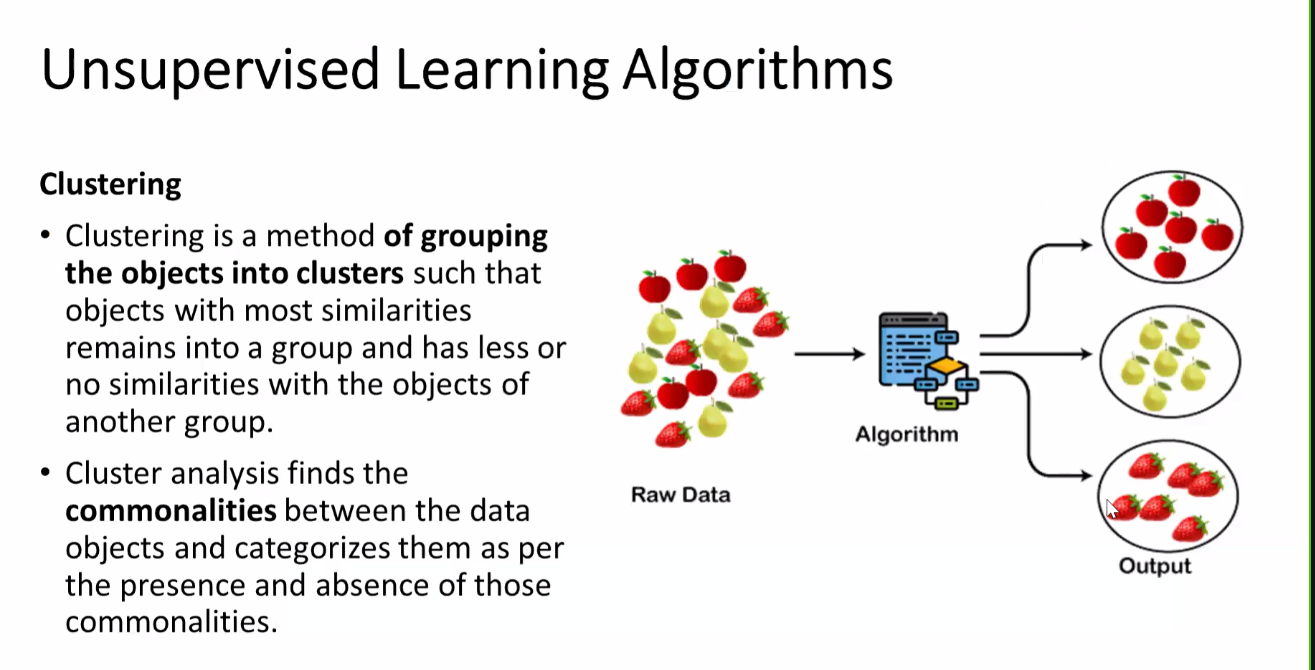 Unsupervised Learning Algorithms
Clustering
• Clustering is a method of grouping
the objects into clusters such that
objects with most similarities
remains into a group and has less or
no similarities with the objects of
another group.
• Cluster analysis finds the
commonalities between the data
objects and categorizes them as per
the presence and absence of those
commonalities.
Raw Data
Algorithm
Output